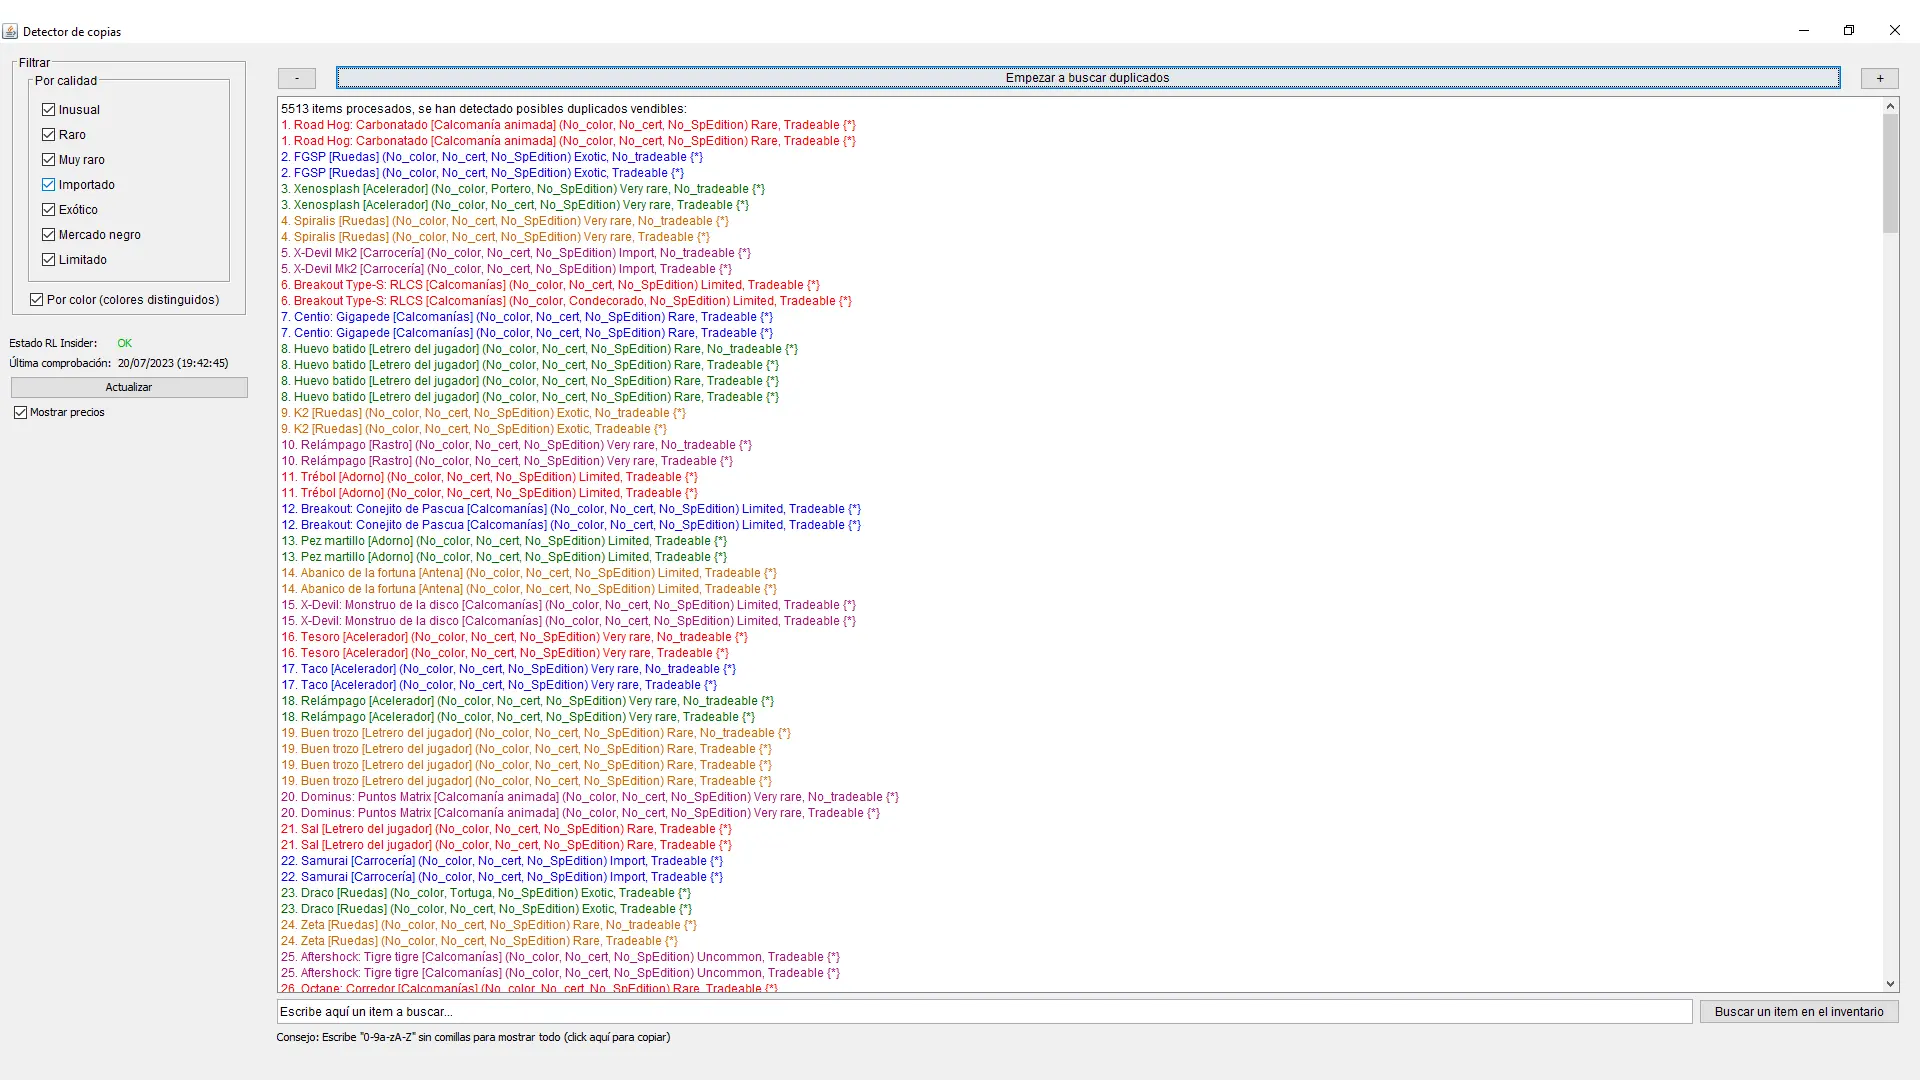 Detector de copias
Filtrar
Por calidad
Inusual
Raro
Muy raro
Importado
Exótico
Mercado negro
Limitado
Por color (colores distinguidos)
Estado RL Insider: OK
Última comprobación: 20/07/2023 (19:42:45)
Actualizar
Mostrar precios
-
Empezar a buscar duplicados
+
5513 items procesados, se han detectado posibles duplicados vendibles:
1. Road Hog: Carbonatado [Calcomanía animada] (No_color, No_cert, No_SpEdition) Rare, Tradeable {*}
1. Road Hog: Carbonatado [Calcomanía animada] (No_color, No_cert, No_SpEdition) Rare, Tradeable {*}
2. FGSP [Ruedas] (No_color, No_cert, No_SpEdition) Exotic, No_tradeable {*}
2. FGSP [Ruedas] (No_color, No_cert, No_SpEdition) Exotic, Tradeable {*}
3. Xenosplash [Acelerador] (No_color, Portero, No_SpEdition) Very rare, No_tradeable {*}
3. Xenosplash [Acelerador] (No_color, No_cert, No_SpEdition) Very rare, Tradeable {*}
4. Spiralis [Ruedas] (No_color, No_cert, No_SpEdition) Very rare, No_tradeable {*}
4. Spiralis [Ruedas] (No_color, No_cert, No_SpEdition) Very rare, Tradeable {*}
5. X-Devil Mk2 [Carrocería] (No_color, No_cert, No_SpEdition) Import, No_tradeable {*}
5. X-Devil Mk2 [Carrocería] (No_color, No_cert, No_SpEdition) Import, Tradeable {*}
6. Breakout Type-S: RLCS [Calcomanías] (No_color, No_cert, No_SpEdition) Limited, Tradeable {*}
6. Breakout Type-S: RLCS [Calcomanías] (No_color, Condecorado, No_SpEdition) Limited, Tradeable {*}
7. Centio: Gigapede [Calcomanías] (No_color, No_cert, No_SpEdition) Rare, Tradeable {*}
7. Centio: Gigapede [Calcomanías] (No_color, No_cert, No_SpEdition) Rare, Tradeable {*}
8. Huevo batido [Letrero del jugador] (No_color, No_cert, No_SpEdition) Rare, No_tradeable {*}
8. Huevo batido [Letrero del jugador] (No_color, No_cert, No_SpEdition) Rare, Tradeable {*}
8. Huevo batido [Letrero del jugador] (No_color, No_cert, No_SpEdition) Rare, Tradeable {*}
8. Huevo batido [Letrero del jugador] (No_color, No_cert, No_SpEdition) Rare, Tradeable {*}
9. K2 [Ruedas] (No_color, No_cert, No_SpEdition) Exotic, No_tradeable {*}
9. K2 [Ruedas] (No_color, No_cert, No_SpEdition) Exotic, Tradeable {*}
10. Relámpago [Rastro] (No_color, No_cert, No_SpEdition) Very rare, No_tradeable {*}
10. Relámpago [Rastro] (No_color, No_cert, No_SpEdition) Very rare, Tradeable {*}
11. Trébol [Adorno] (No_color, No_cert, No_SpEdition) Limited, Tradeable {*}
11. Trébol [Adorno] (No_color, No_cert, No_SpEdition) Limited, Tradeable {*}
12. Breakout: Conejito de Pascua [Calcomanías] (No_color, No_cert, No_SpEdition) Limited, Tradeable {*}
12. Breakout: Conejito de Pascua [Calcomanías] (No_color, No_cert, No_SpEdition) Limited, Tradeable {*}
13. Pez martillo [Adorno] (No_color, No_cert, No_SpEdition) Limited, Tradeable {*}
13. Pez martillo [Adorno] (No_color, No_cert, No_SpEdition) Limited, Tradeable {*}
14. Abanico de la fortuna [Antena] (No_color, No_cert, No_SpEdition) Limited, Tradeable {*}
14. Abanico de la fortuna [Antena] (No_color, No_cert, No_SpEdition) Limited, Tradeable {*}
15. X-Devil: Monstruo de la disco [Calcomanías] (No_color, No_cert, No_SpEdition) Limited, Tradeable {*}
15. X-Devil: Monstruo de la disco [Calcomanías] (No_color, No_cert, No_SpEdition) Limited, Tradeable {*}
16. Tesoro [Acelerador] (No_color, No_cert, No_SpEdition) Very rare, No_tradeable {*}
16. Tesoro [Acelerador] (No_color, No_cert, No_SpEdition) Very rare, Tradeable {*}
17. Taco [Acelerador] (No_color, No_cert, No_SpEdition) Very rare, No_tradeable {*}
17. Taco [Acelerador] (No_color, No_cert, No_SpEdition) Very rare, Tradeable {*}
18. Relámpago [Acelerador] (No_color, No_cert, No_SpEdition) Very rare, No_tradeable {*}
18. Relámpago [Acelerador] (No_color, No_cert, No_SpEdition) Very rare, Tradeable {*}
19. Buen trozo [Letrero del jugador] (No_color, No_cert, No_SpEdition) Rare, No_tradeable {*}
19. Buen trozo [Letrero del jugador] (No_color, No_cert, No_SpEdition) Rare, Tradeable {*}
19. Buen trozo [Letrero del jugador] (No_color, No_cert, No_SpEdition) Rare, Tradeable {*}
19. Buen trozo [Letrero del jugador] (No_color, No_cert, No_SpEdition) Rare, Tradeable {*}
20. Dominus: Puntos Matrix [Calcomanía animada] (No_color, No_cert, No_SpEdition) Very rare, No_tradeable {*}
20. Dominus: Puntos Matrix [Calcomanía animada] (No_color, No_cert, No_SpEdition) Very rare, Tradeable {*}
21. Sal [Letrero del jugador] (No_color, No_cert, No_SpEdition) Rare, Tradeable {*}
21. Sal [Letrero del jugador] (No_color, No_cert, No_SpEdition) Rare, Tradeable {*}
22. Samurai [Carrocería] (No_color, No_cert, No_SpEdition) Import, Tradeable {*}
22. Samurai [Carrocería] (No_color, No_cert, No_SpEdition) Import, Tradeable {*}
23. Draco [Ruedas] (No_color, Tortuga, No_SpEdition) Exotic, Tradeable {*}
23. Draco [Ruedas] (No_color, No_cert, No_SpEdition) Exotic, Tradeable {*}
24. Zeta [Ruedas] (No_color, No_cert, No_SpEdition) Rare, No_tradeable {*}
24. Zeta [Ruedas] (No_color, No_cert, No_SpEdition) Rare, Tradeable {*}
25. Aftershock: Tigre tigre [Calcomanías] (No_color, No_cert, No_SpEdition) Uncommon, Tradeable {*}
25. Aftershock: Tigre tigre [Calcomanías] (No_color, No_cert, No_SpEdition) Uncommon, Tradeable {*}
26. Octane: Corredor [Calcomanías] (No_color, No_cert, No_SpEdition) Rare, Tradeable {*}
Escribe aquí un item a buscar...
Buscar un item en el inventario
Consejo: Escribe "0-9a-zA-Z" sin comillas para mostrar todo (click aquí para copiar)